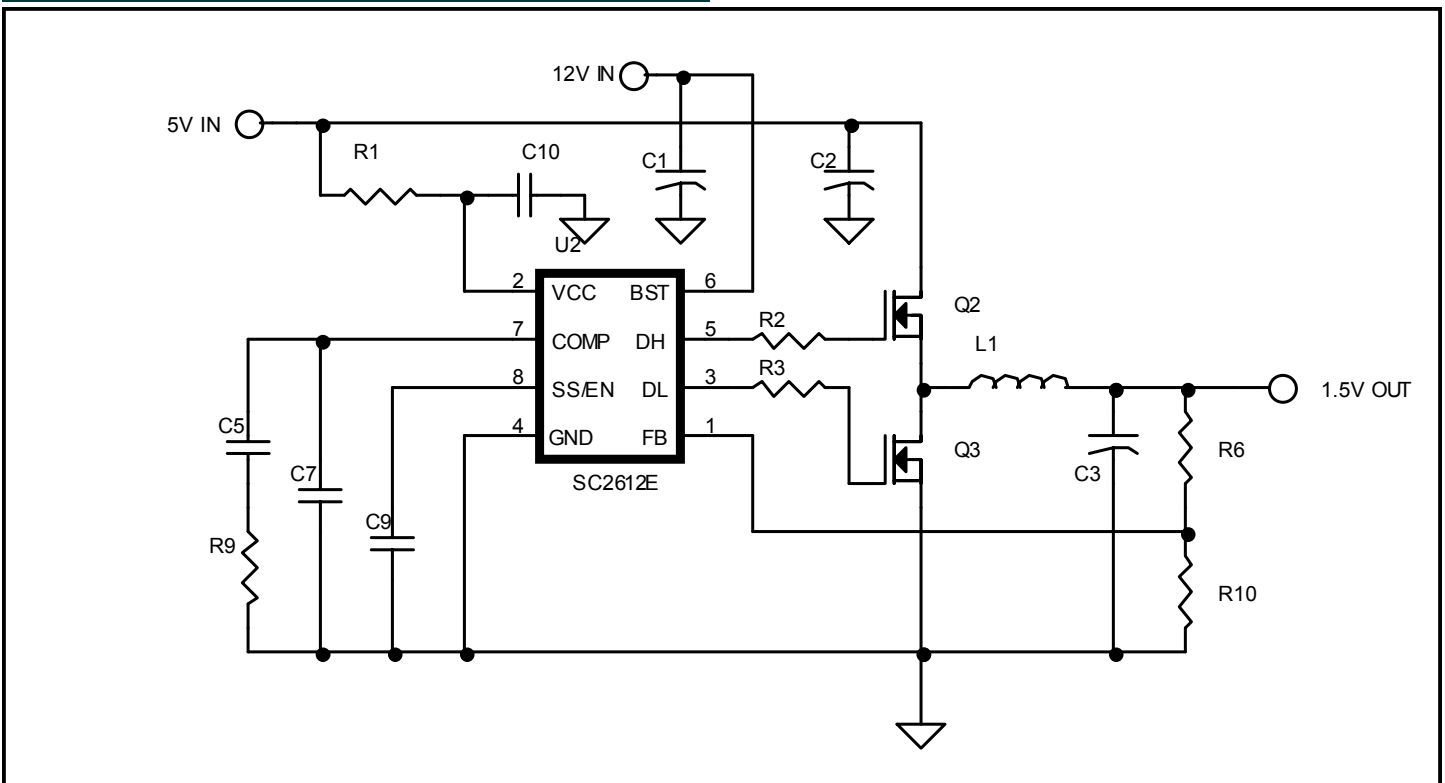 12V IN
5V IN
R1
C10
C1
C2
U2
2
VCC
BST
6
Q2
7
COMP
DH
5
R2
L1
8
SS/EN
DL
3
R3
1.5V OUT
4
GND
FB
1
C5
Q3
R6
C7
SC2612E
C3
C9
R9
R10